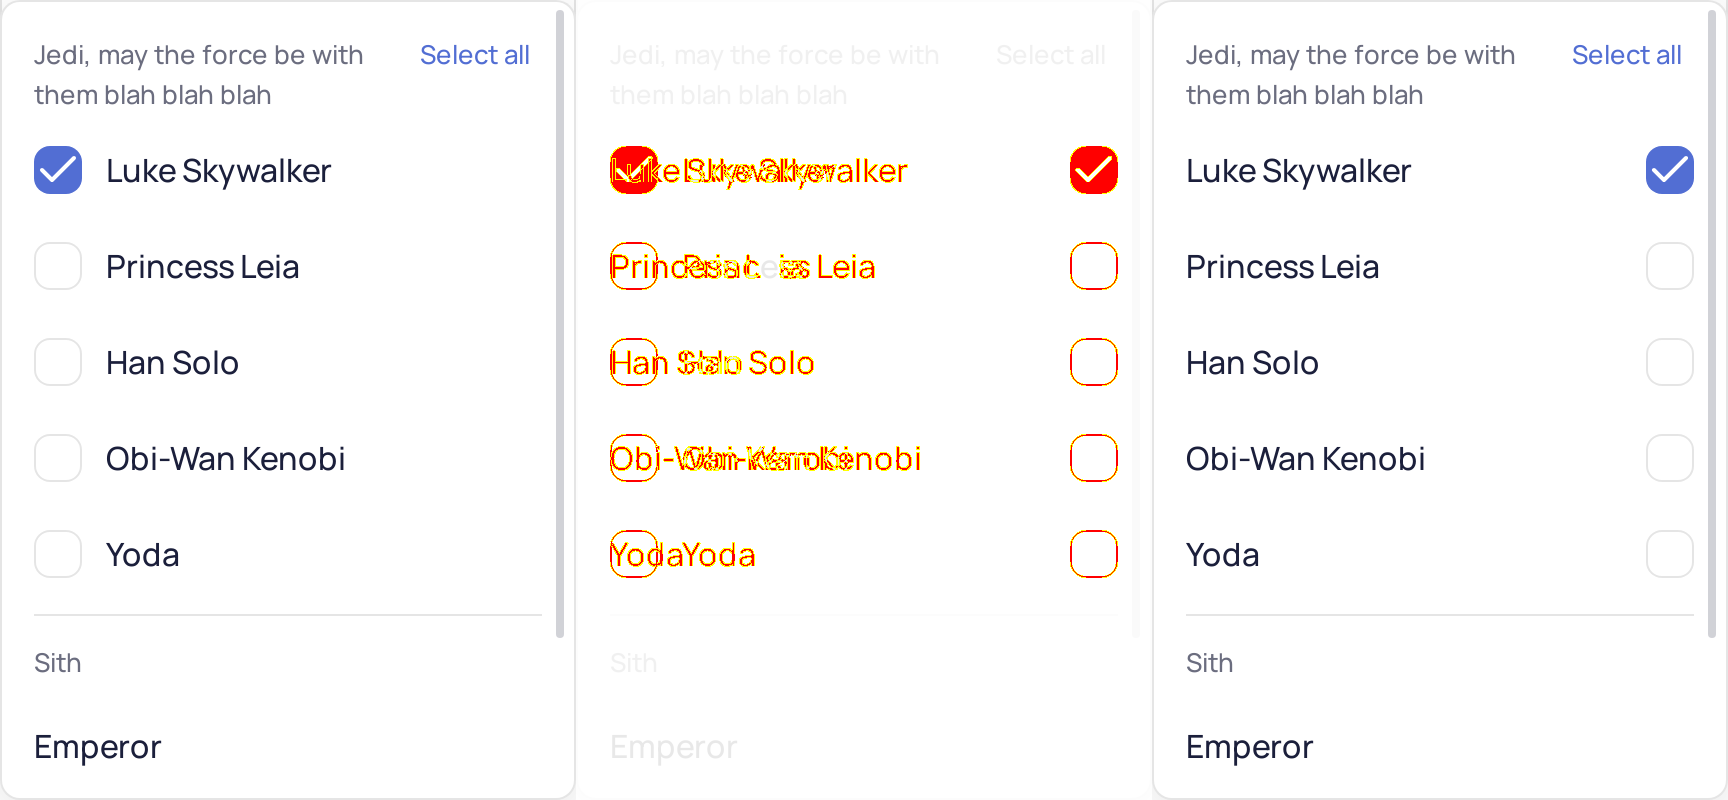 Jedi, may the force be with Select all
them blah blah blah
Luke Skywalker
Princess Leia
Han Solo
Obi-Wan Kenobi
Yoda
Sith
Emperor
Jedi, may the force be with Select all
them blah blah blah
Luke Skywalker
Princess Leia
Han Solo
Obi-Wan Kenobi
YodaYoda
Sith
Emperor
Jedi, may the force be with Select all
them blah blah blah
Luke Skywalker
Princess Leia
Han Solo
Obi-Wan Kenobi
Yoda
Sith
Emperor